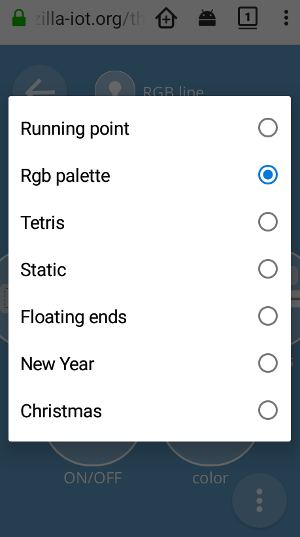 zilla-iot.org/th
1
RGB line
Running point
Rgb palette
Tetris
Static
Floating ends
New Year
Christmas
ON/OFF
color